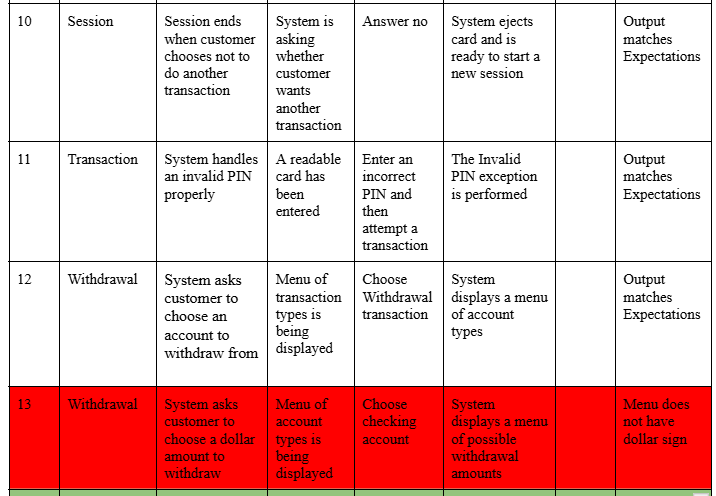 10
Session
Session ends
when customer
chooses not to
do another
transaction
System is
asking
whether
customer
wants
another
transaction
Answer no
System ejects
card and is
ready to start a
new session
Output
matches
Expectations
11
Transaction
System handles
an invalid PIN
properly
A readable
card has
been
entered
Enter an
incorrect
PIN and
then
attempt a
transaction
The Invalid
PIN exception
is performed
Output
matches
Expectations
12
Withdrawal
System asks
customer to
choose an
account to
withdraw from
Menu of
transaction
types is
being
displayed
Choose
Withdrawal
transaction
System
displays a menu
of account
types
Output
matches
Expectations
13
Withdrawal
System asks
customer to
choose a dollar
amount to
withdraw
Menu of
account
types is
being
displayed
Choose
checking
account
System
displays a menu
of possible
withdrawal
amounts
Menu does
not have
dollar sign